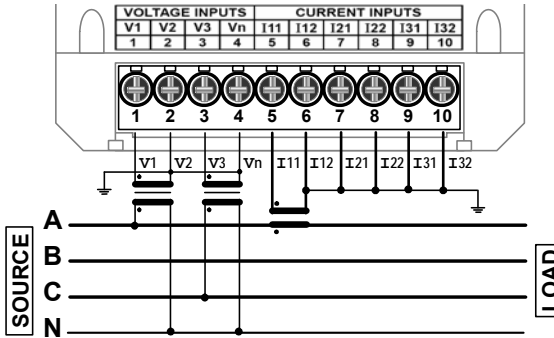 VOLTAGE INPUTS CURRENT INPUTS
V1 V2 V3 Vn I11 I12 I21 I22 I31 I32
1 2 3 4 5 6 7 8 9 10
1 2 3 4 5 6 7 8 9 10
V1 V2 V3 Vn I11 I12 I21 I22 I31 I32
SOURCE
A
B
C
N
LOAD